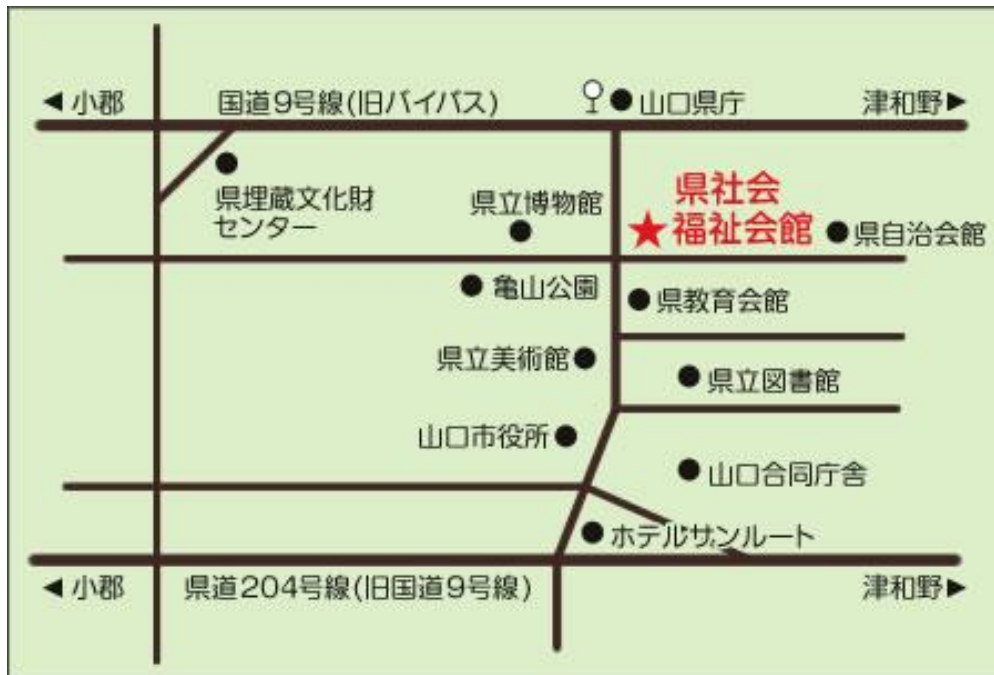 ◀小郡
国道9号線(旧バイパス)
山口県庁
津和野▶
県埋蔵文化財
センター
県立博物館
県社会
★福祉会館
県自治会館
亀山公園
県教育会館
県立美術館
県立図書館
山口市役所
山口合同庁舎
ホテルサンルート
◀小郡
県道204号線(旧国道9号線)
津和野▶